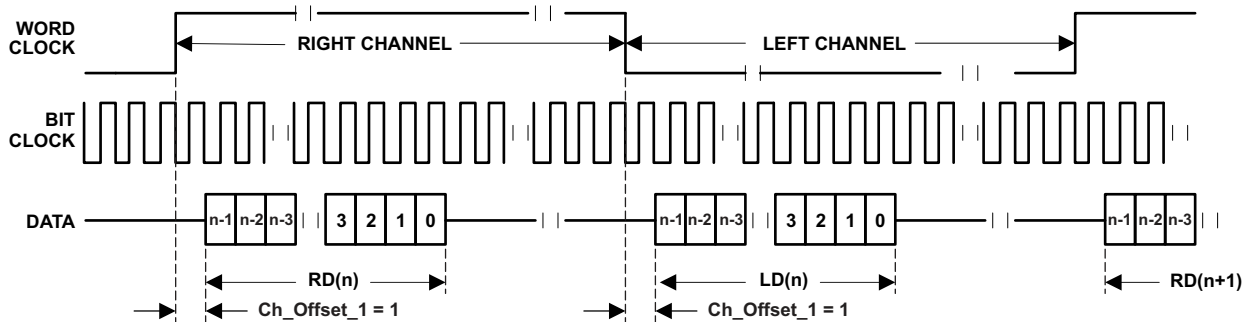 WORD
CLOCK
RIGHT CHANNEL
LEFT CHANNEL
BIT
CLOCK
DATA
n-1 n-2 n-3 3 2 1 0 n-1 n-2 n-3 3 2 1 0 n-1 n-2 n-3
RD(n) LD(n) RD(n+1)
Ch_Offset_1 = 1 Ch_Offset_1 = 1